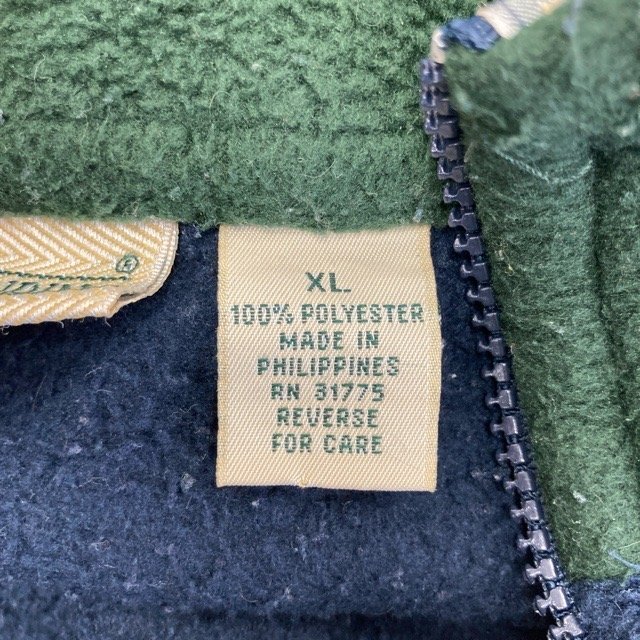 XL
100% POLYESTER
MADE IN
PHILIPPINES
RN 31775
REVERSE
FOR CARE
®